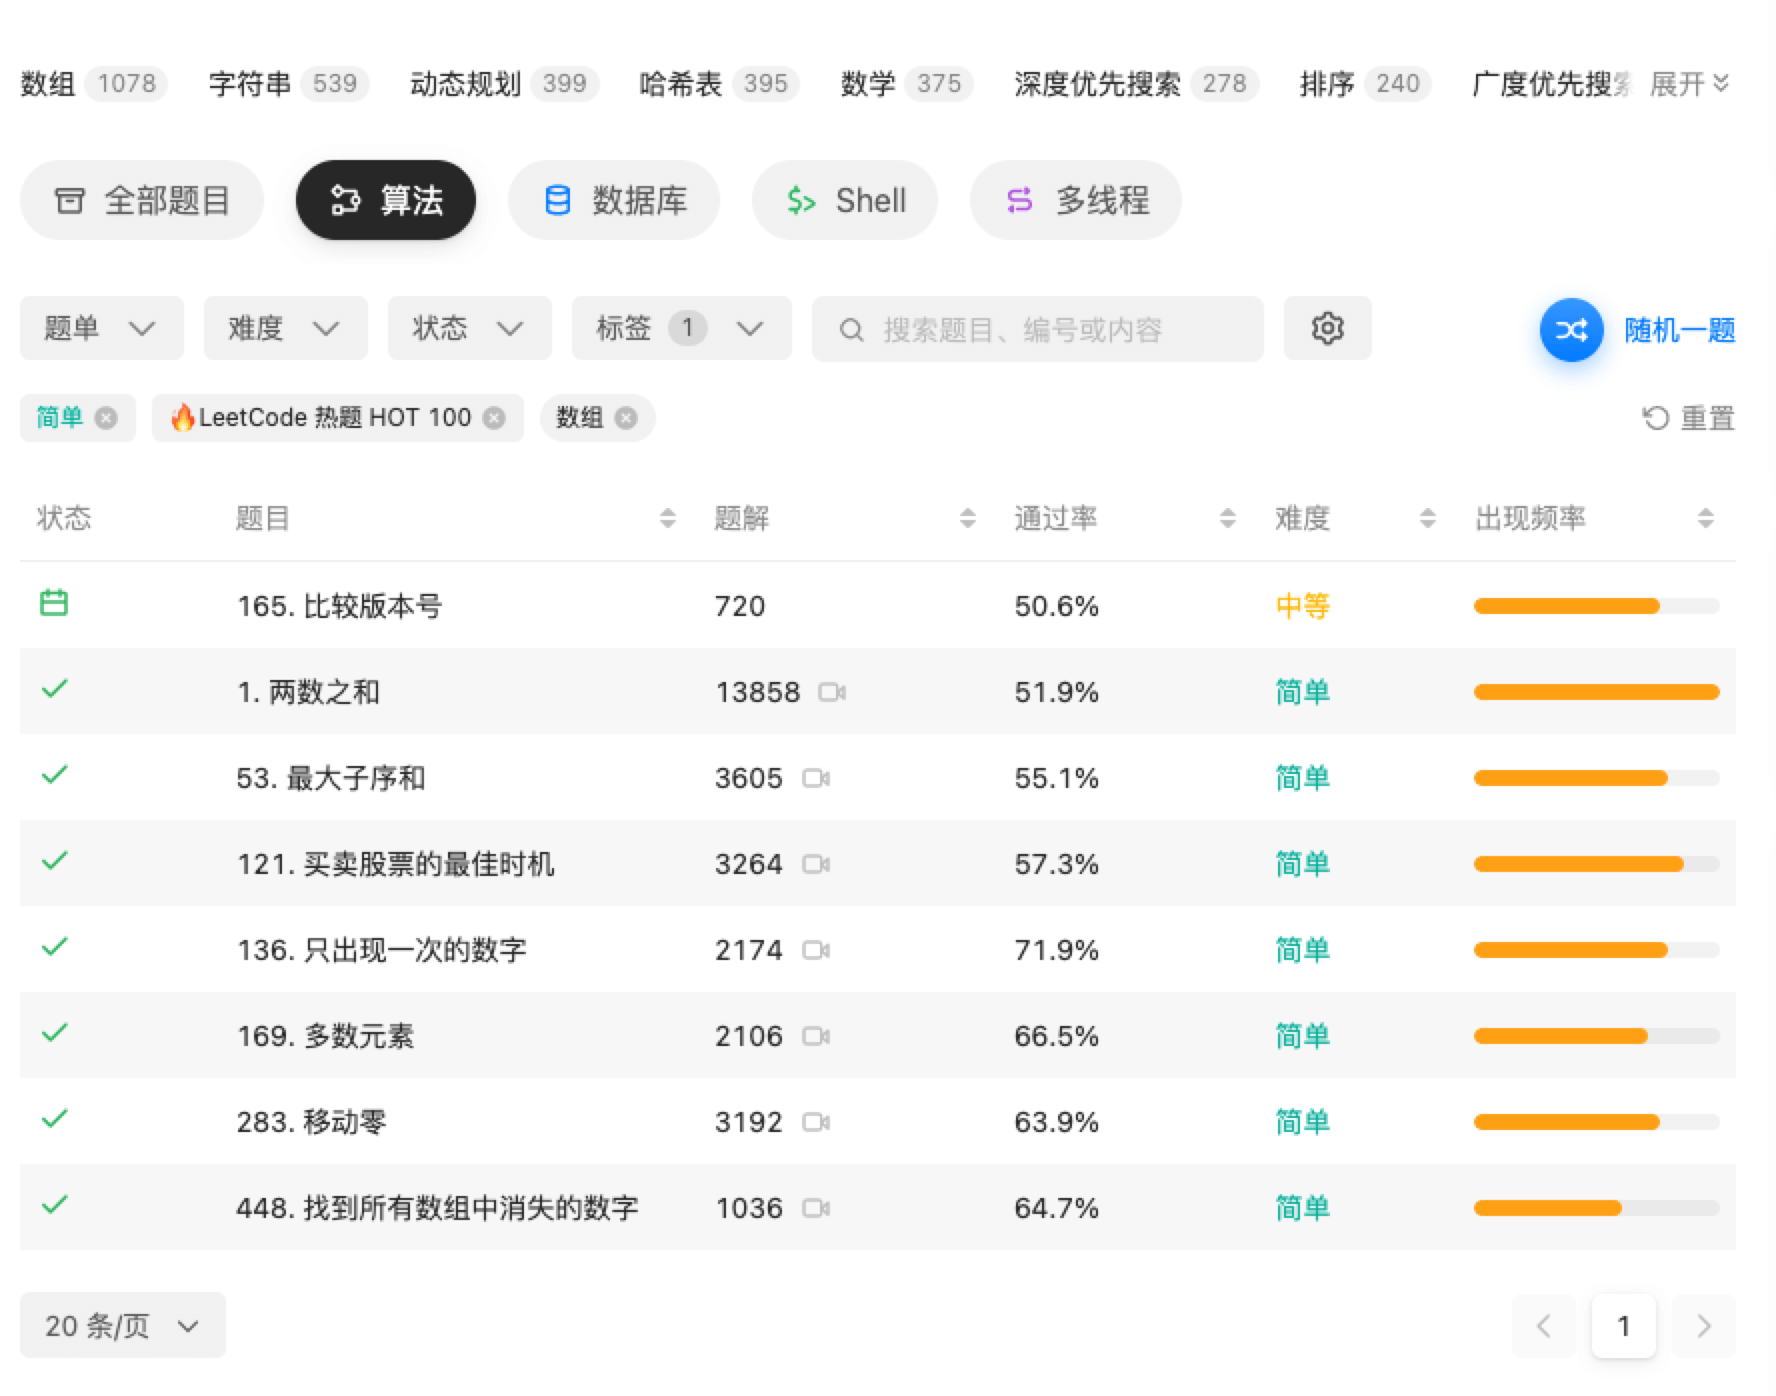 数组 1078 字符串 539 动态规划 399 哈希表 395 数学 375 深度优先搜索 278 排序 240 广度优先搜索 展开
全部题目 算法 数据库 $> Shell 多线程
题单 难度 状态 标签 1 搜索题目、编号或内容 随机一题
简单 🔥LeetCode 热题 HOT 100 数组 重置
状态 题目 题解 通过率 难度 出现频率
165. 比较版本号 720 50.6% 中等
1. 两数之和 13858 51.9% 简单
53. 最大子序和 3605 55.1% 简单
121. 买卖股票的最佳时机 3264 57.3% 简单
136. 只出现一次的数字 2174 71.9% 简单
169. 多数元素 2106 66.5% 简单
283. 移动零 3192 63.9% 简单
448. 找到所有数组中消失的数字 1036 64.7% 简单
20 条/页 1